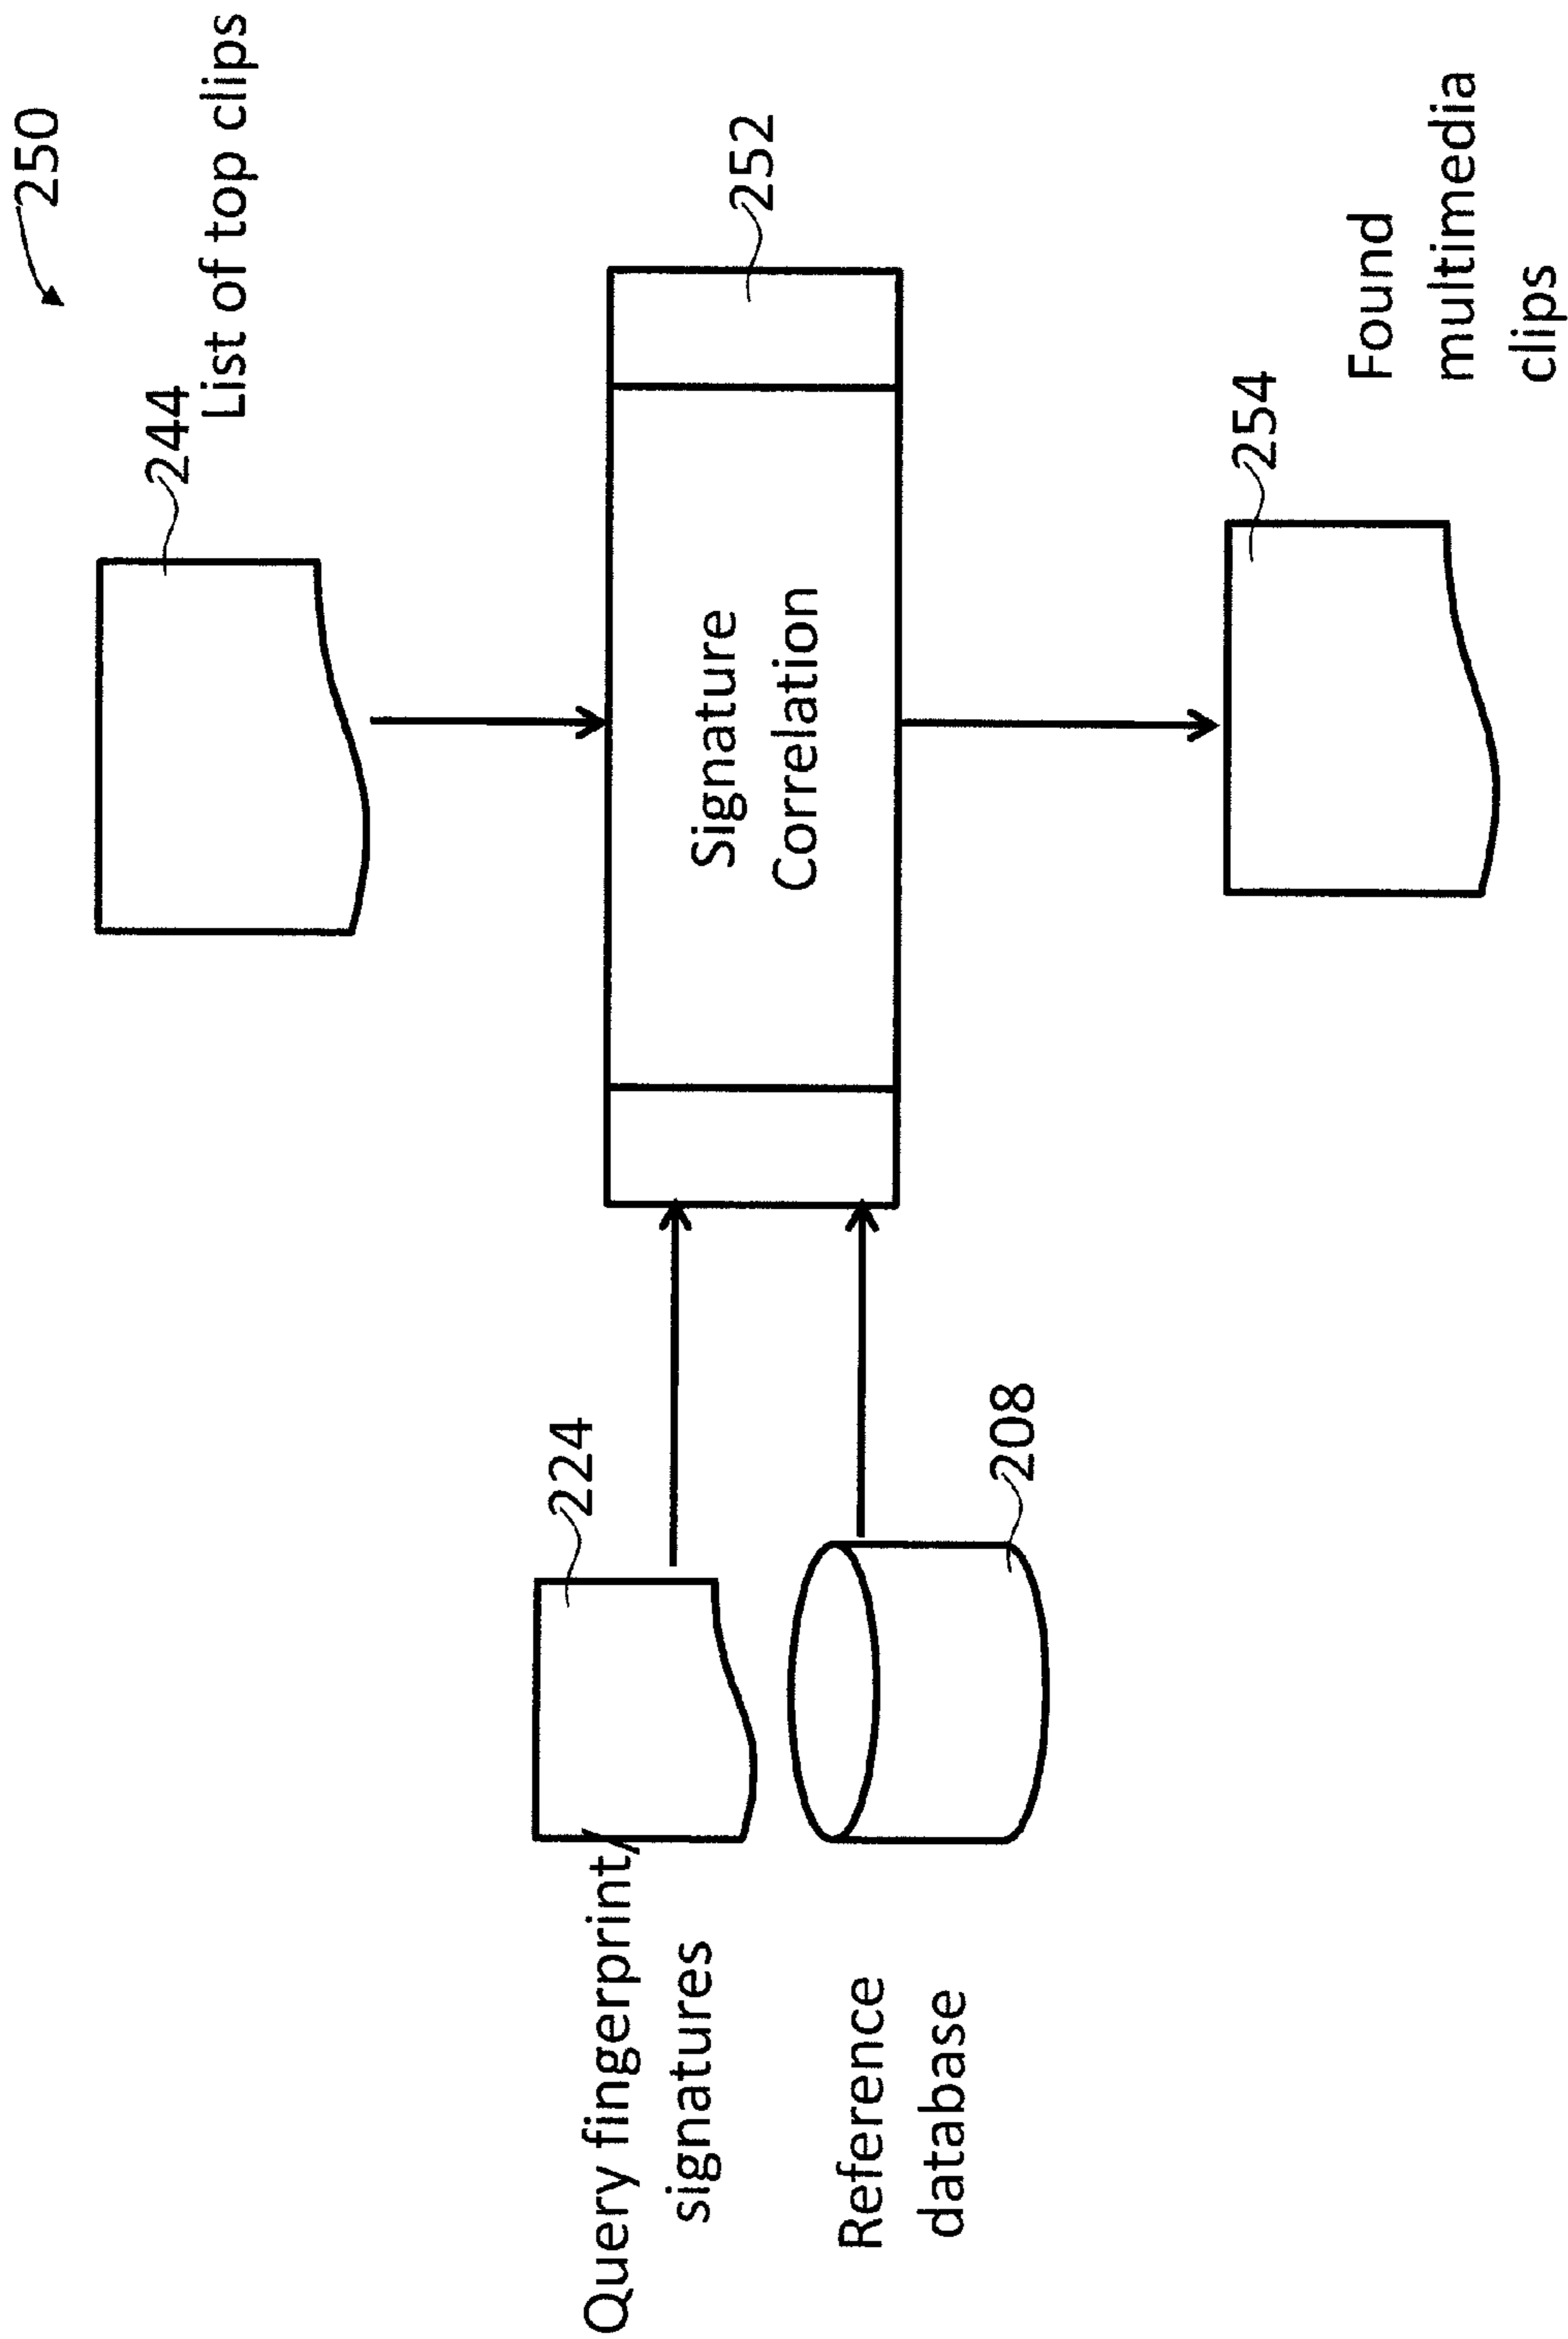 250
244
List of top clips
224
Query fingerprint/
signatures
Signature
Correlation
252
Reference
database
208
254
Found
multimedia
clips